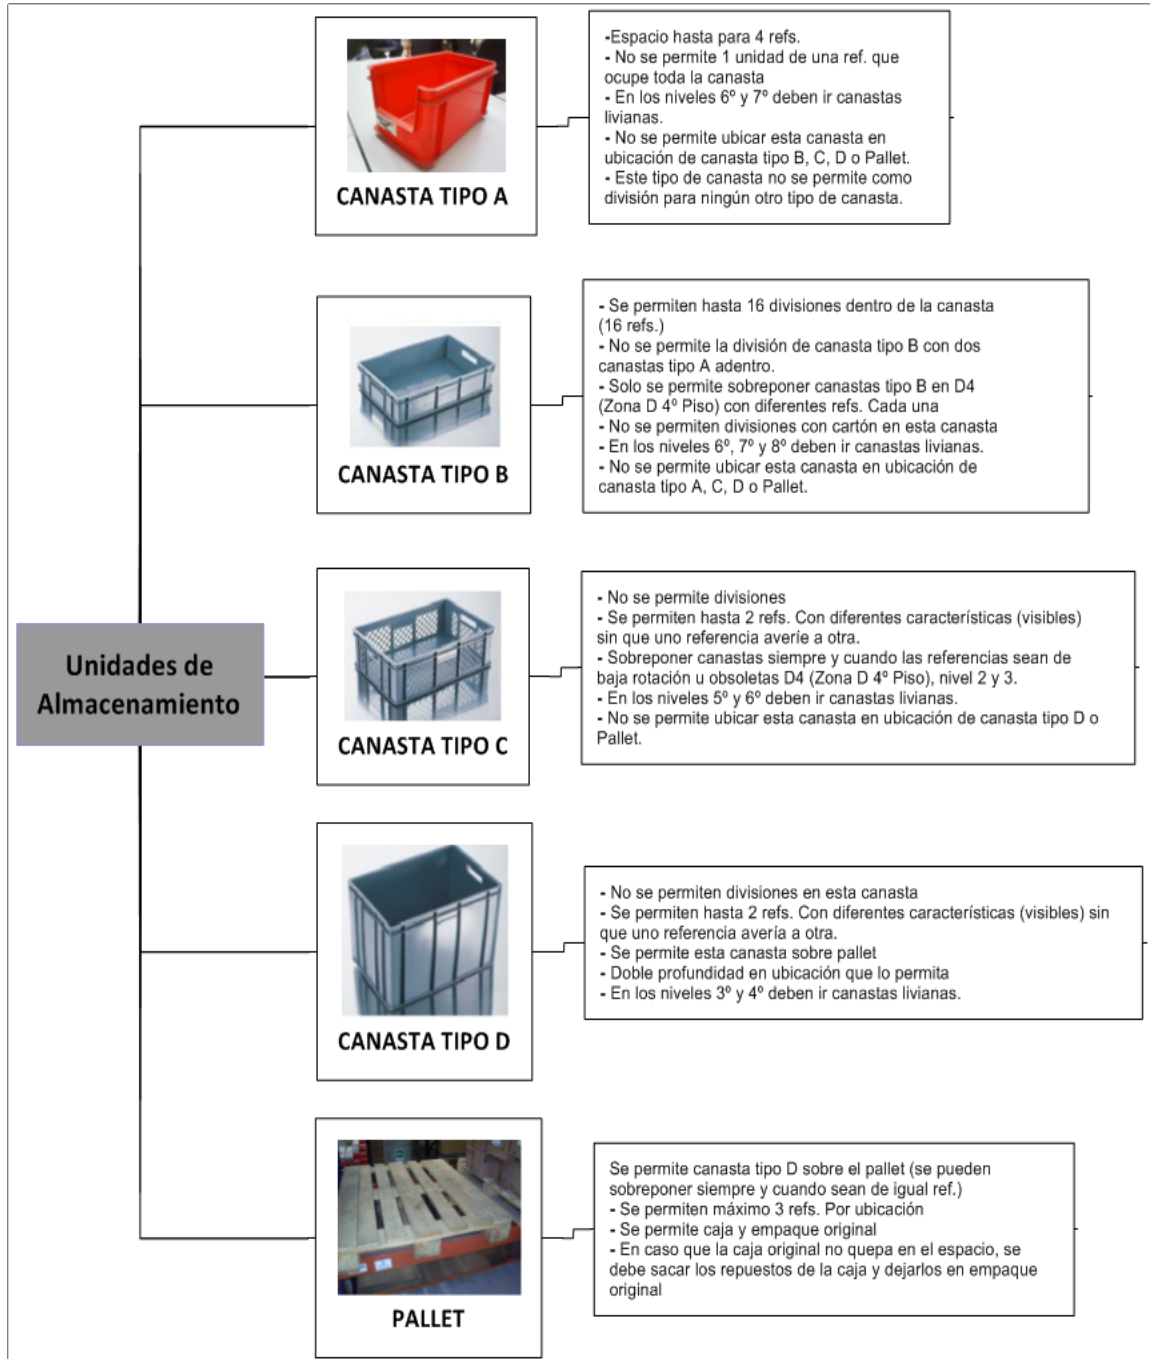 -Espacio hasta para 4 refs.
- No se permite 1 unidad de una ref. que
ocupe toda la canasta
- En los niveles 6º y 7º deben ir canastas
livianas.
- No se permite ubicar esta canasta en
ubicación de canasta tipo B, C, D o Pallet.
- Este tipo de canasta no se permite como
división para ningún otro tipo de canasta.
CANASTA TIPO A
- Se permiten hasta 16 divisiones dentro de la canasta
(16 refs.)
- No se permite la división de canasta tipo B con dos
canastas tipo A adentro.
- Solo se permite sobreponer canastas tipo B en D4
(Zona D 4º Piso) con diferentes refs. Cada una
- No se permiten divisiones con cartón en esta canasta
- En los niveles 6º, 7º y 8º deben ir canastas livianas.
- No se permite ubicar esta canasta en ubicación de
canasta tipo A, C, D o Pallet.
CANASTA TIPO B
- No se permite divisiones
- Se permiten hasta 2 refs. Con diferentes características (visibles)
sin que uno referencia averíe a otra.
- Sobreponer canastas siempre y cuando las referencias sean de
baja rotación u obsoletas D4 (Zona D 4º Piso), nivel 2 y 3.
- En los niveles 5º y 6º deben ir canastas livianas.
- No se permite ubicar esta canasta en ubicación de canasta tipo D o
Pallet.
CANASTA TIPO C
Unidades de
Almacenamiento
- No se permiten divisiones en esta canasta
- Se permiten hasta 2 refs. Con diferentes características (visibles) sin
que uno referencia avería a otra.
- Se permite esta canasta sobre pallet
- Doble profundidad en ubicación que lo permita
- En los niveles 3º y 4º deben ir canastas livianas.
CANASTA TIPO D
Se permite canasta tipo D sobre el pallet (se pueden
sobreponer siempre y cuando sean de igual ref.)
- Se permiten máximo 3 refs. Por ubicación
- Se permite caja y empaque original
- En caso que la caja original no quepa en el espacio, se
debe sacar los repuestos de la caja y dejarlos en empaque
original
PALLET